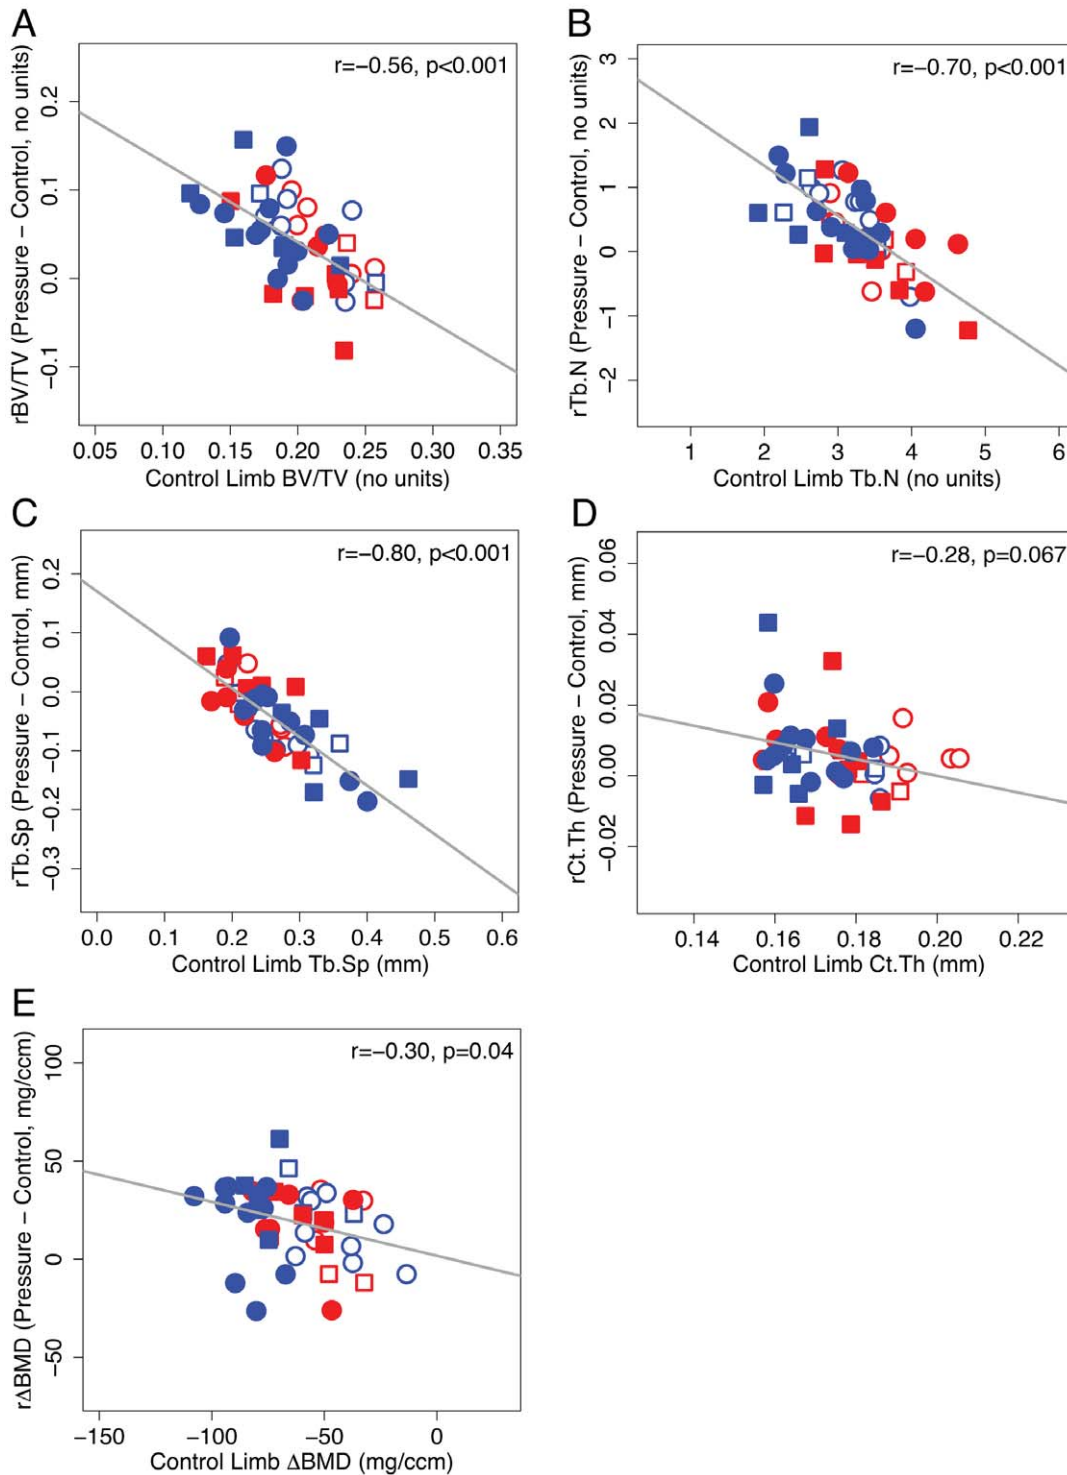 A
r=−0.56, p<0.001
rBV/TV (Pressure − Control, no units)
0.2
0.1
0.0
−0.1
0.05 0.10 0.15 0.20 0.25 0.30 0.35
Control Limb BV/TV (no units)
B
r=−0.70, p<0.001
rTb.N (Pressure − Control, no units)
3
2
1
0
−1
−2
1 2 3 4 5 6
Control Limb Tb.N (no units)
C
r=−0.80, p<0.001
rTb.Sp (Pressure − Control, mm)
0.2
0.1
0.0
−0.1
−0.2
−0.3
0.0 0.1 0.2 0.3 0.4 0.5 0.6
Control Limb Tb.Sp (mm)
D
r=−0.28, p=0.067
rCt.Th (Pressure − Control, mm)
0.06
0.04
0.02
0.00
−0.02
0.14 0.16 0.18 0.20 0.22
Control Limb Ct.Th (mm)
E
r=−0.30, p=0.04
r∆BMD (Pressure − Control, mg/ccm)
100
50
0
−50
−150 −100 −50 0
Control Limb ∆BMD (mg/ccm)